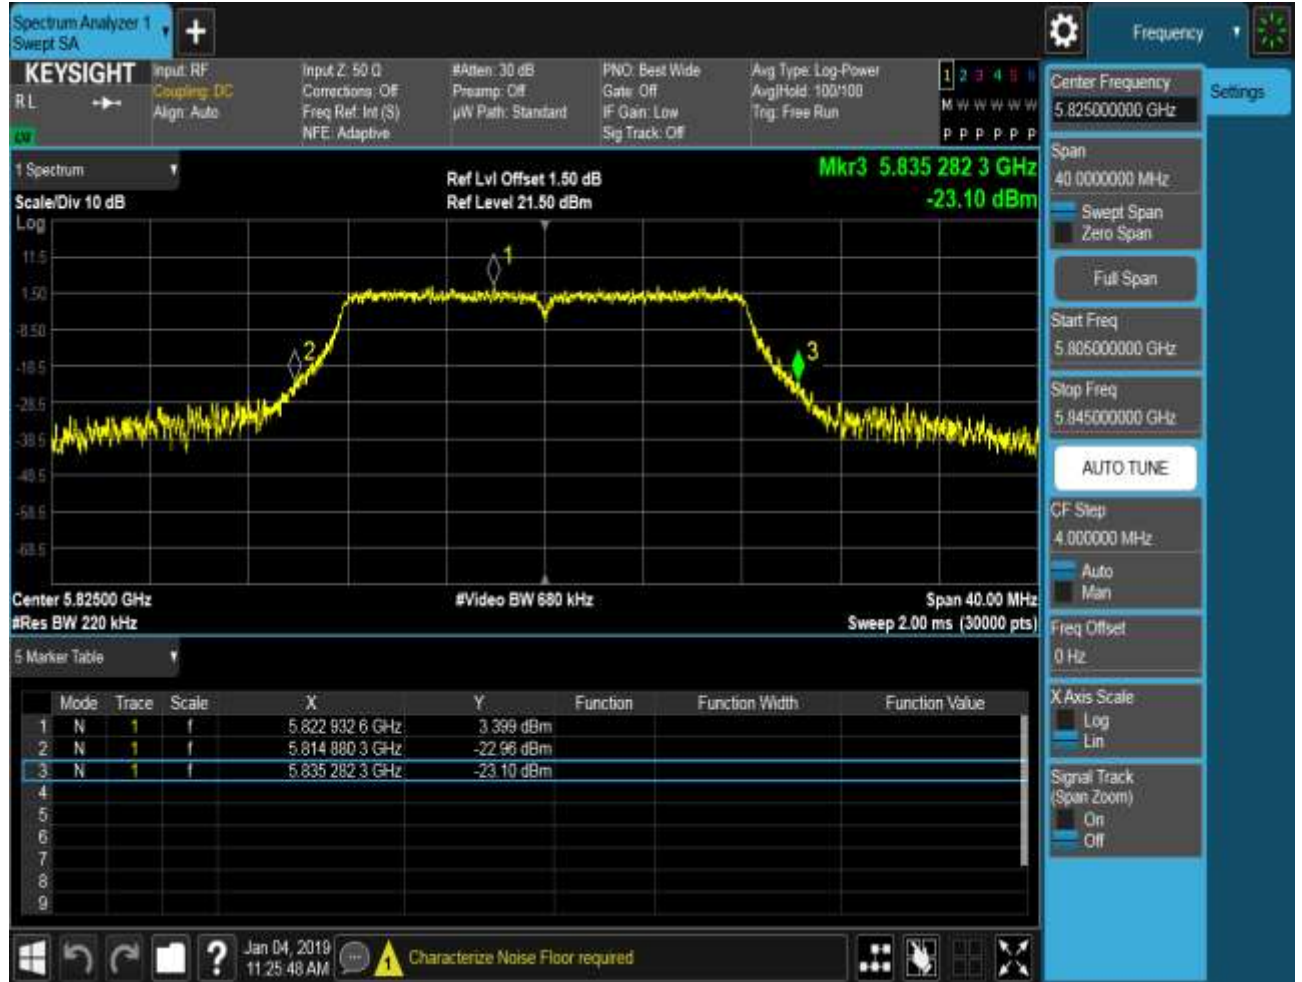 Spectrum Analyzer 1
Swept SA
Frequency
KEYSIGHT
RL
Input: RF
Coupling: DC
Align: Auto
Input Z: 50 Ω
Corrections: Off
Freq Ref: Int (S)
NFE: Adaptive
#Atten: 30 dB
Preamp: Off
µW Path: Standard
PNO: Best Wide
Gate: Off
IF Gain: Low
Sig Track: Off
Avg Type: Log-Power
Avg|Hold: 100/100
Trig: Free Run
1 2 3 4 5 6
M W W W W W
P P P P P P
1 Spectrum
Scale/Div 10 dB
Ref Lvl Offset 1.50 dB
Ref Level 21.50 dBm
Mkr3 5.835 282 3 GHz
-23.10 dBm
Log
11.5
1.50
-8.50
-18.5
-28.5
-38.5
-48.5
-58.5
-68.5
1
2
3
Center 5.82500 GHz
#Res BW 220 kHz
#Video BW 680 kHz
Span 40.00 MHz
Sweep 2.00 ms (30000 pts)
5 Marker Table
Mode Trace Scale X Y Function Function Width Function Value
1 N 1 f 5.822 932 6 GHz 3.399 dBm
2 N 1 f 5.814 880 3 GHz -22.96 dBm
3 N 1 f 5.835 282 3 GHz -23.10 dBm
4
5
6
7
8
9
Jan 04, 2019
11:25:48 AM
1
Characterize Noise Floor required
Center Frequency
5.825000000 GHz
Settings
Span
40.0000000 MHz
Swept Span
Zero Span
Full Span
Start Freq
5.805000000 GHz
Stop Freq
5.845000000 GHz
AUTO TUNE
CF Step
4.000000 MHz
Auto
Man
Freq Offset
0 Hz
X Axis Scale
Log
Lin
Signal Track
(Span Zoom)
On
Off